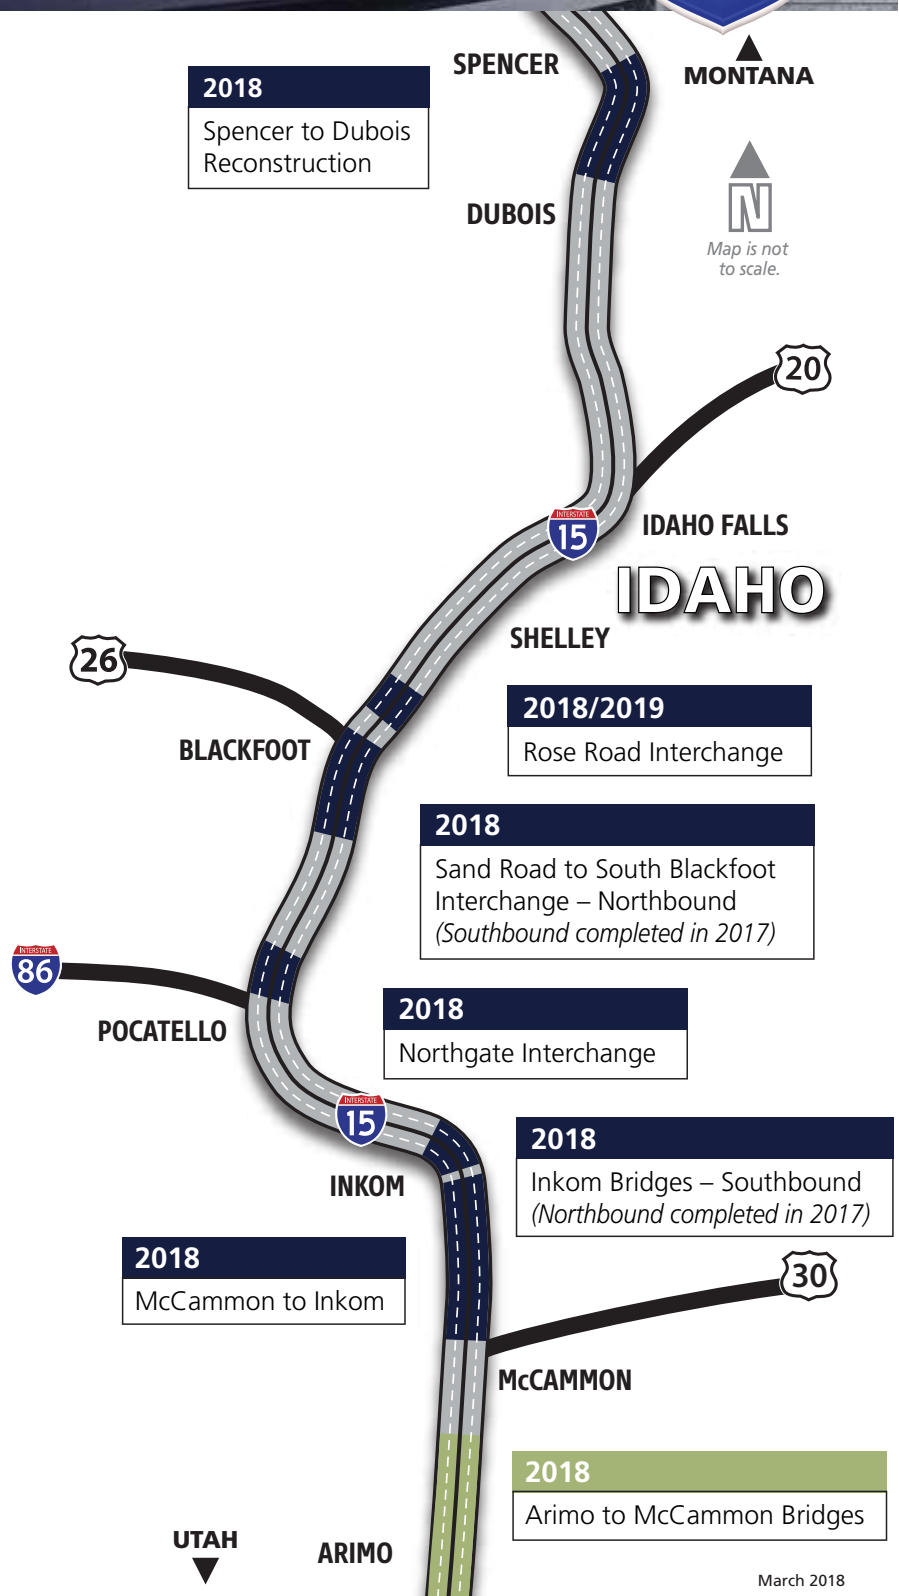 SPENCER
MONTANA
2018
Spencer to Dubois
Reconstruction
DUBOIS
N
Map is not
to scale.
20
INTERSTATE
15
IDAHO FALLS
IDAHO
SHELLEY
26
2018/2019
Rose Road Interchange
BLACKFOOT
2018
Sand Road to South Blackfoot
Interchange – Northbound
(Southbound completed in 2017)
INTERSTATE
86
2018
Northgate Interchange
POCATELLO
INTERSTATE
15
2018
Inkom Bridges – Southbound
(Northbound completed in 2017)
INKOM
2018
McCammon to Inkom
30
McCAMMON
2018
Arimo to McCammon Bridges
UTAH
ARIMO
March 2018